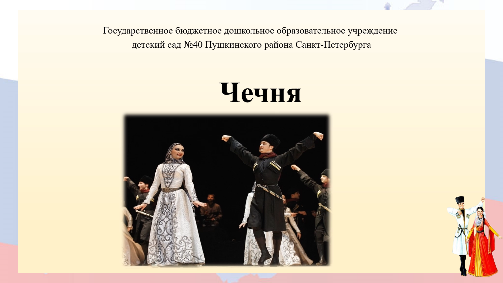 Государственное бюджетное дошкольное образовательное учреждение
детский сад №40 Пушкинского района Санкт-Петербурга
Чечня